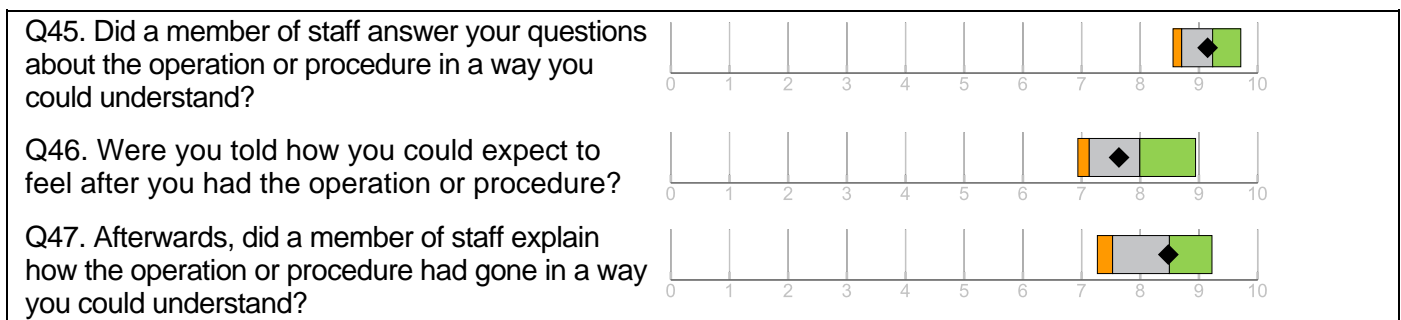 Q45. Did a member of staff answer your questions
about the operation or procedure in a way you
could understand?
0 1 2 3 4 5 6 7 8 9 10
Q46. Were you told how you could expect to
feel after you had the operation or procedure?
0 1 2 3 4 5 6 7 8 9 10
Q47. Afterwards, did a member of staff explain
how the operation or procedure had gone in a way
you could understand?
0 1 2 3 4 5 6 7 8 9 10